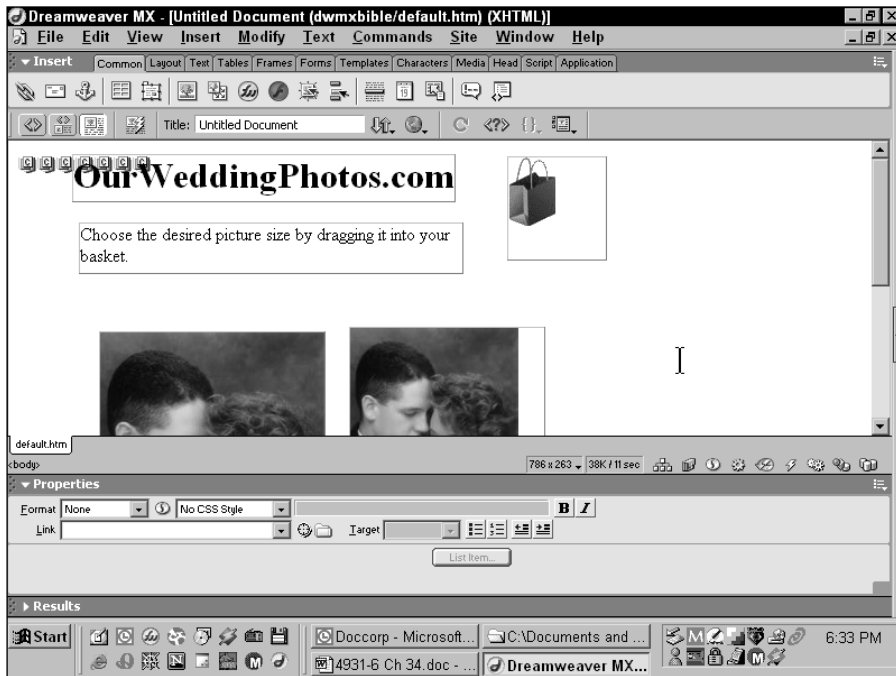 Dreamweaver MX - [Untitled Document (dwmxbible/default.htm) (XHTML)]
File Edit View Insert Modify Text Commands Site Window Help
Insert Common Layout Text Tables Frames Forms Templates Characters Media Head Script Application
Title: Untitled Document
OurWeddingPhotos.com
Choose the desired picture size by dragging it into your
basket.
default.htm
<body> 786 x 263 38K / 11 sec
Properties
Format None No CSS Style B I
Link Target
List Item...
Results
Start Doccorp - Microsoft... C:\Documents and ... 6:33 PM
4931-6 Ch 34.doc - ... Dreamweaver MX...